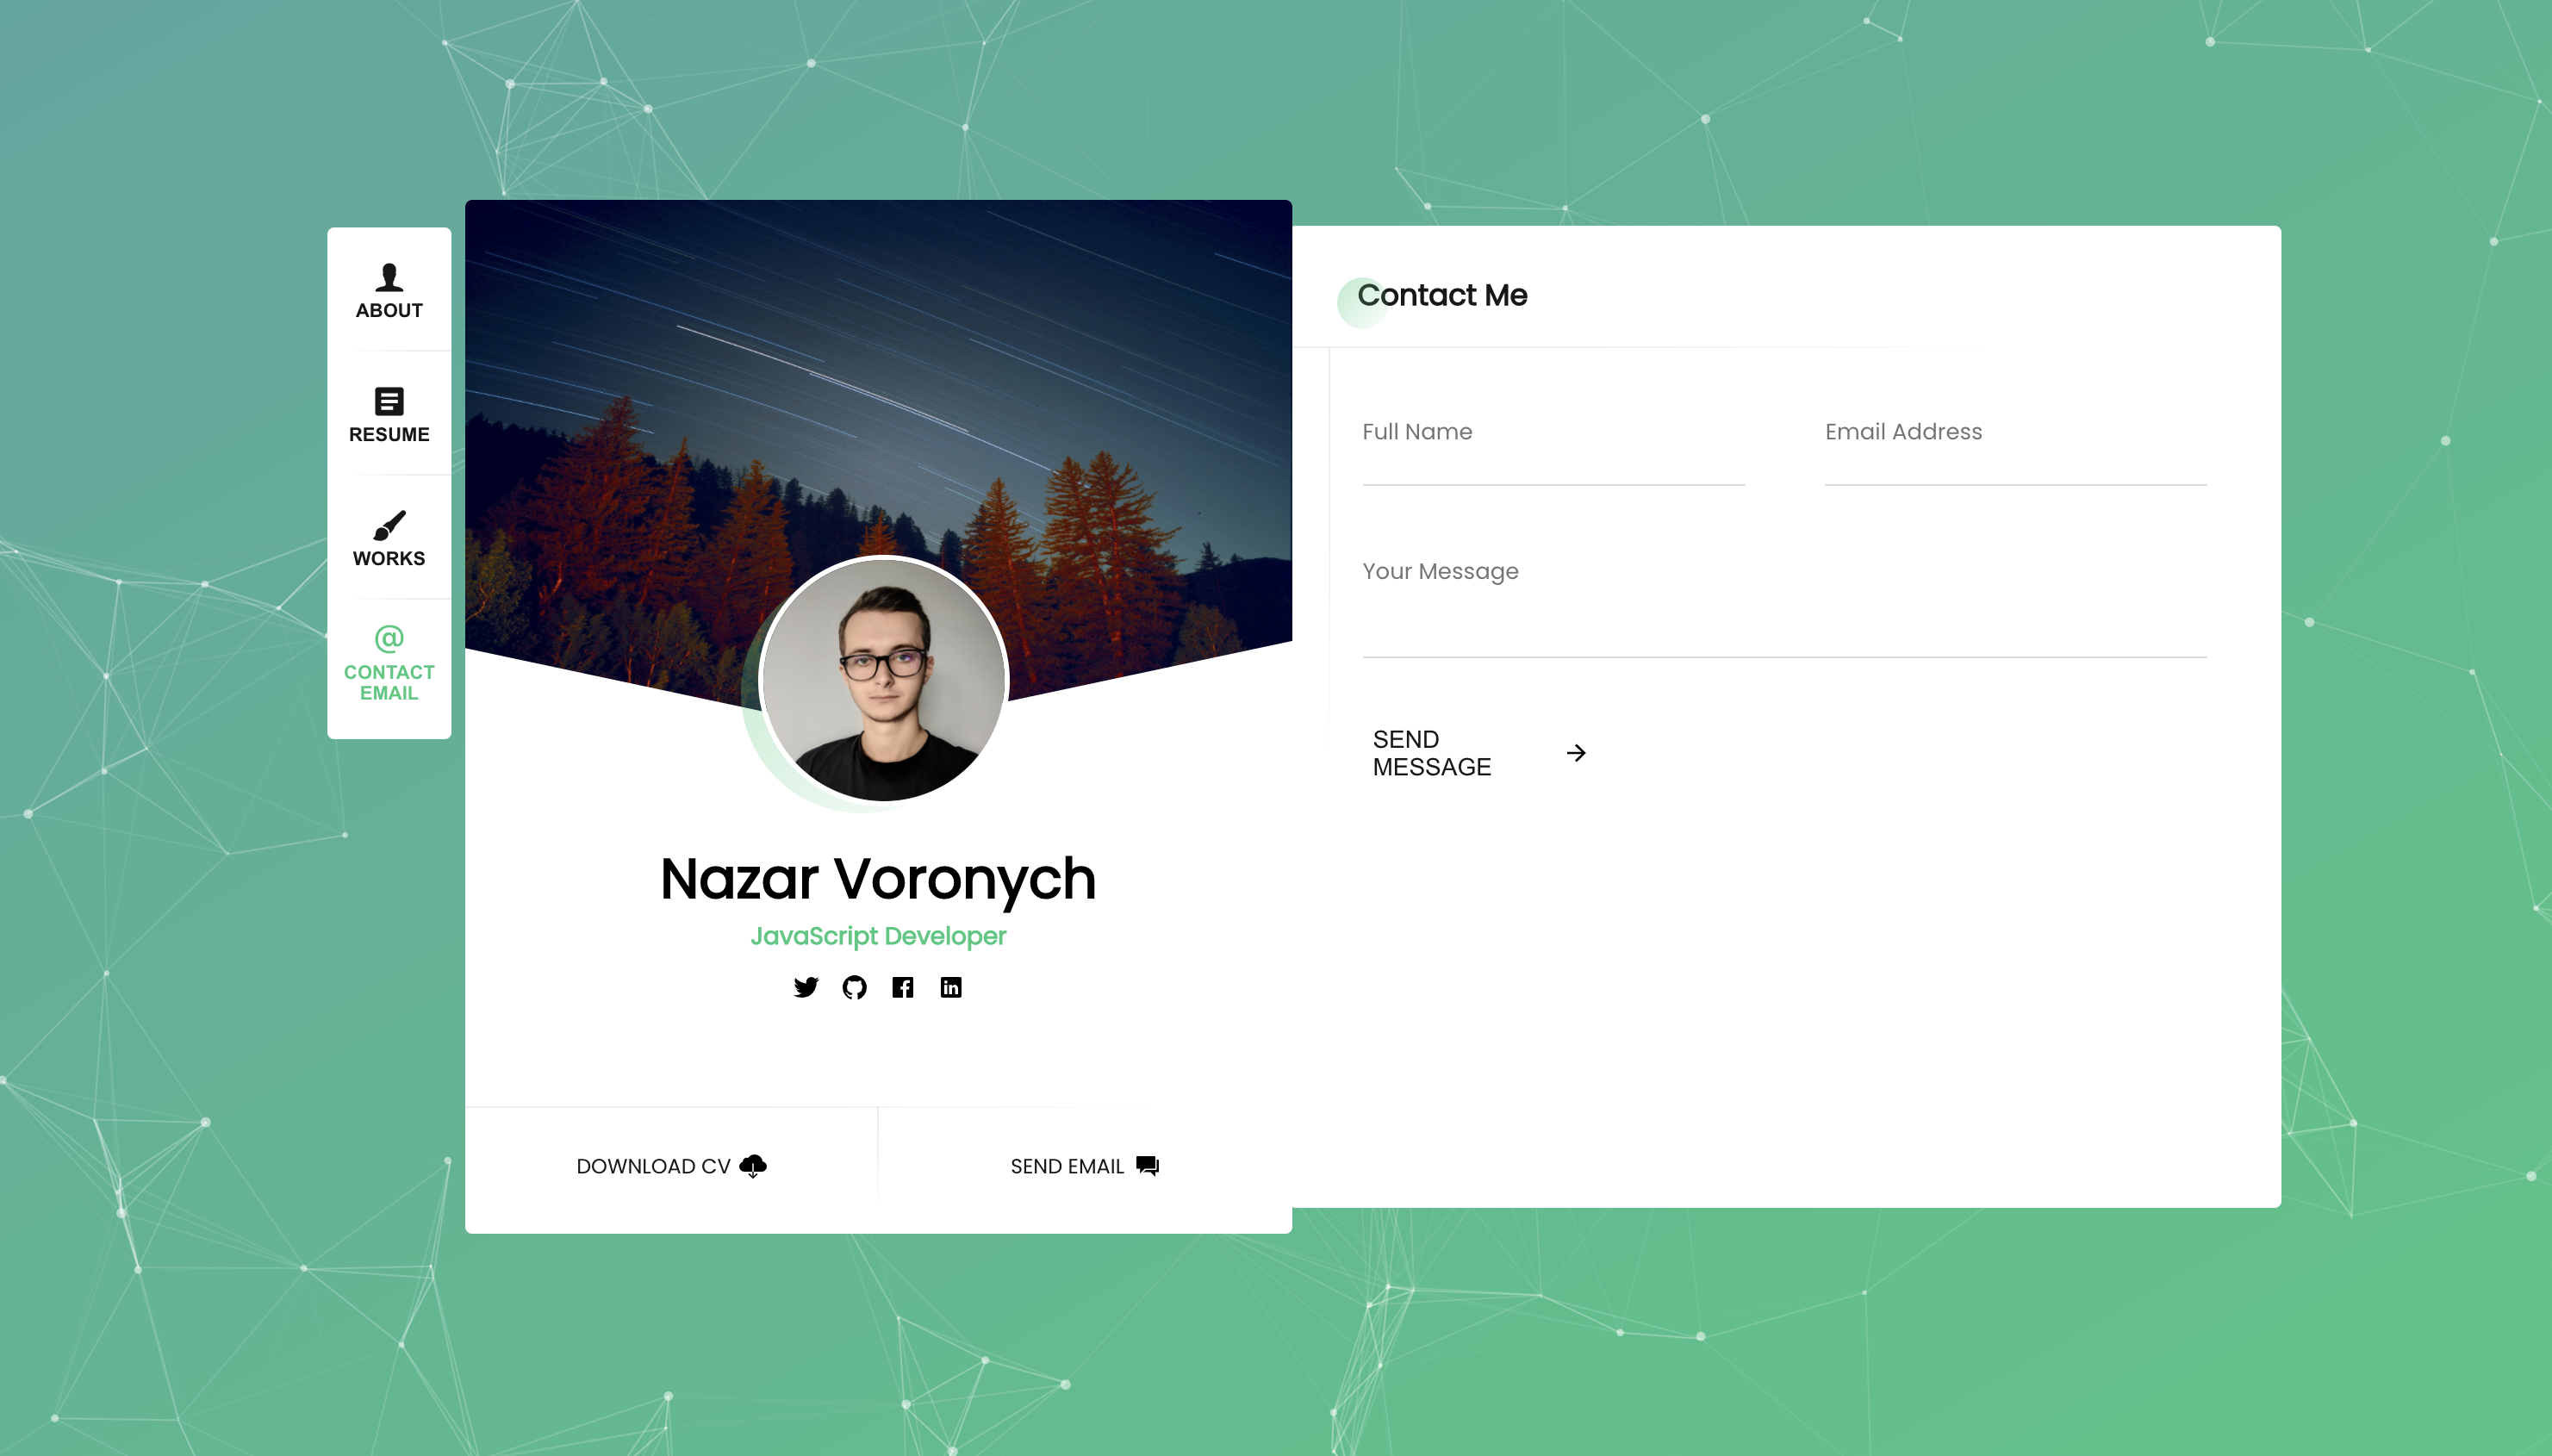 ABOUT
RESUME
WORKS
@
CONTACT
EMAIL
Nazar Voronych
JavaScript Developer
DOWNLOAD CV
SEND EMAIL
Contact Me
Full Name
Email Address
Your Message
SEND
MESSAGE